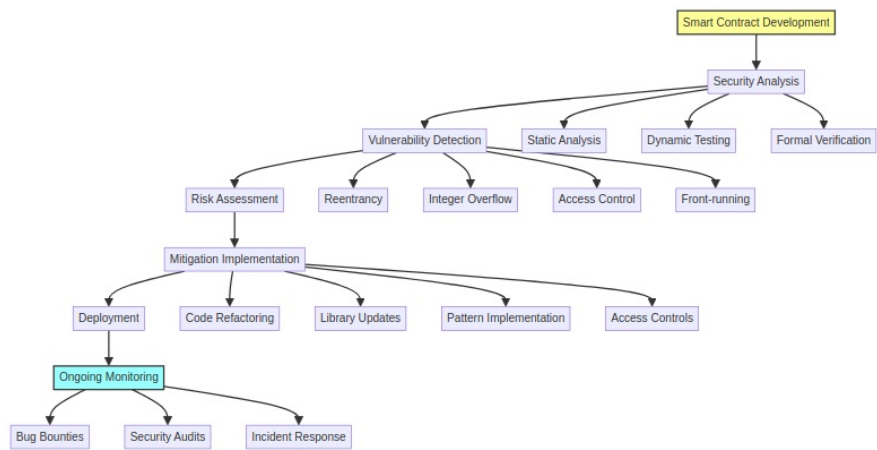 Smart Contract Development
Security Analysis
Vulnerability Detection
Static Analysis
Dynamic Testing
Formal Verification
Risk Assessment
Reentrancy
Integer Overflow
Access Control
Front-running
Mitigation Implementation
Deployment
Code Refactoring
Library Updates
Pattern Implementation
Access Controls
Ongoing Monitoring
Bug Bounties
Security Audits
Incident Response